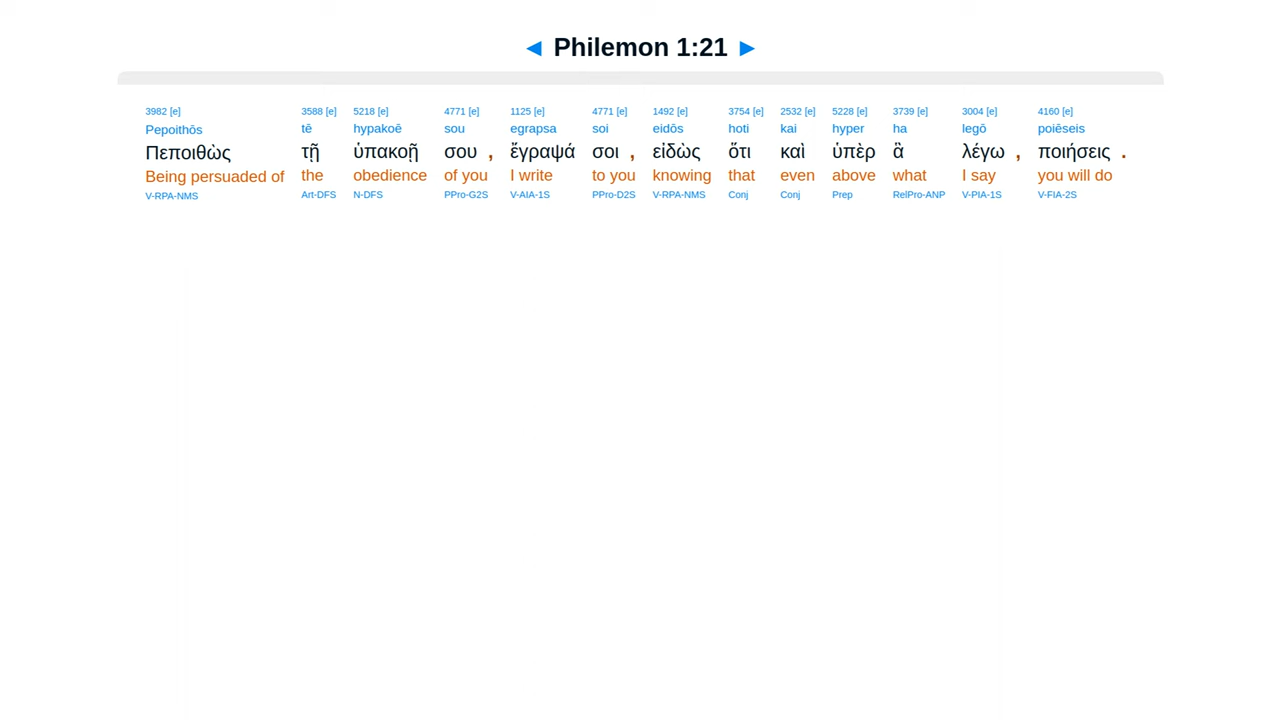 ◄ Philemon 1:21 ►
3982 [e] 3588 [e] 5218 [e] 4771 [e] 1125 [e] 4771 [e] 1492 [e] 3754 [e] 2532 [e] 5228 [e] 3739 [e] 3004 [e] 4160 [e]
Pepoithōs tē hypakoē sou egrapsa soi eidōs hoti kai hyper ha legō poiēseis
Πεποιθὼς τῇ ὑπακοῇ σου , ἔγραψά σοι , εἰδὼς ὅτι καὶ ὑπὲρ ἃ λέγω , ποιήσεις .
Being persuaded of the obedience of you I write to you knowing that even above what I say you will do
V-RPA-NMS Art-DFS N-DFS PPro-G2S V-AIA-1S PPro-D2S V-RPA-NMS Conj Conj Prep RelPro-ANP V-PIA-1S V-FIA-2S